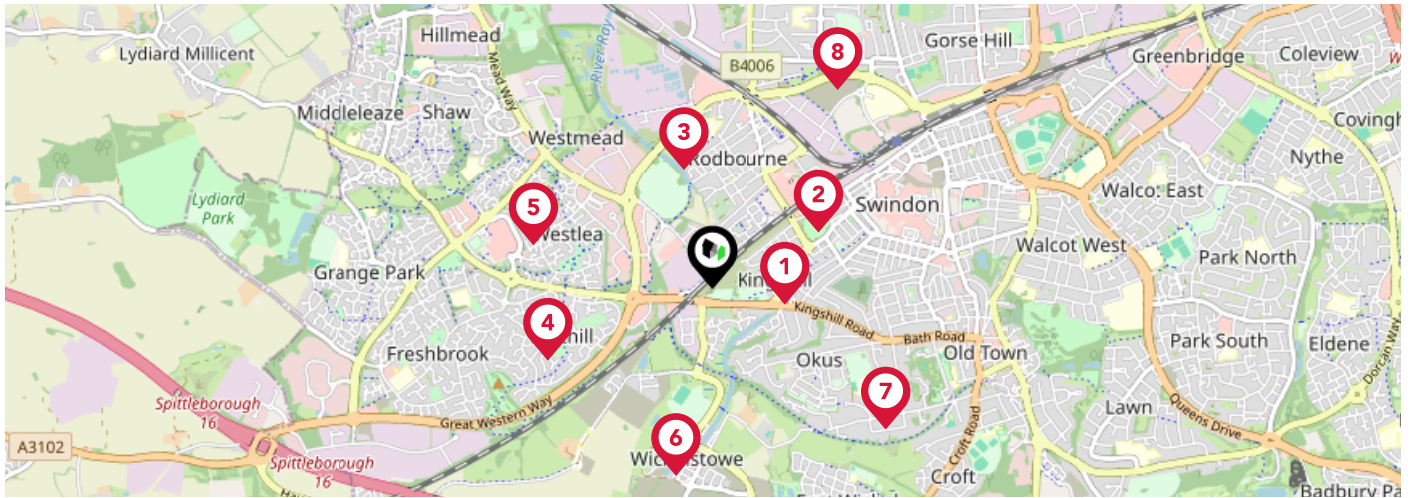 Hillmead
Gorse Hill
Lydiard Millicent
River Ray
B4006
8
Greenbridge
Coleview
Mead Way
Middleleaze
Shaw
Westmead
3
Rodbourne
Covingh
Nythe
Lydiard
Park
5
2
Swindon
Walco. East
Westlea
Walcot West
Grange Park
1
Park North
4
Kingshill Road
Bath Road
Freshbrook
Okus
Old Town
Park South
Eldene
Dorcan Way
Spittleborough
16
Great Western Way
7
Lawn
Queens Drive
A3102
6
Croft Road
Spittleborough
16
Croft
Badbury Pa